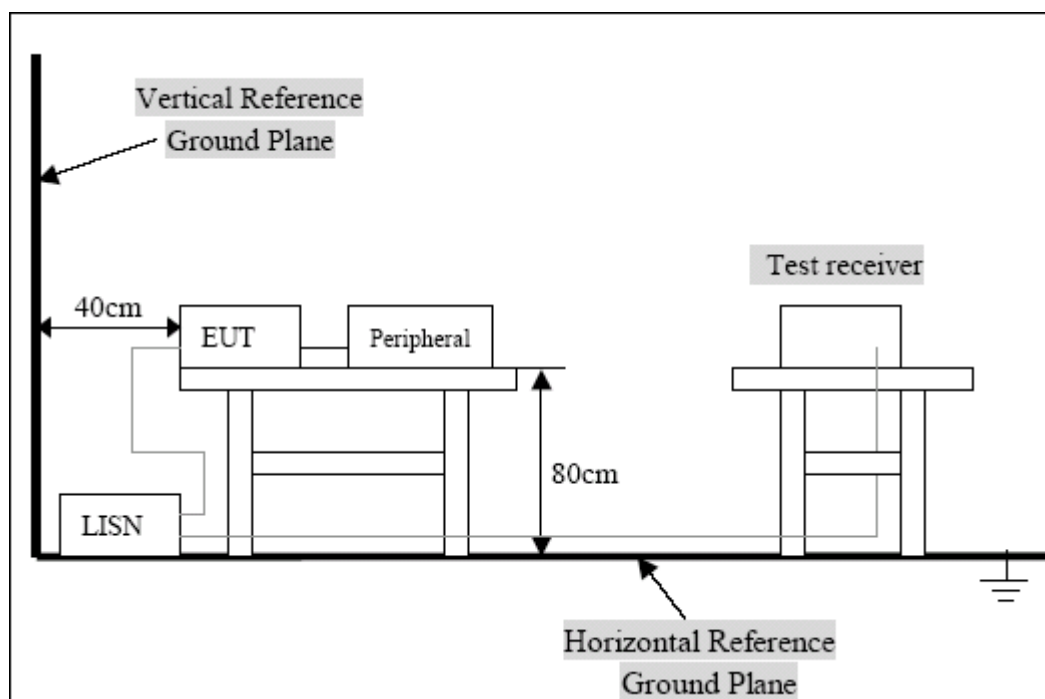 Vertical Reference
Ground Plane
Test receiver
40cm
EUT
Peripheral
80cm
LISN
Horizontal Reference
Ground Plane